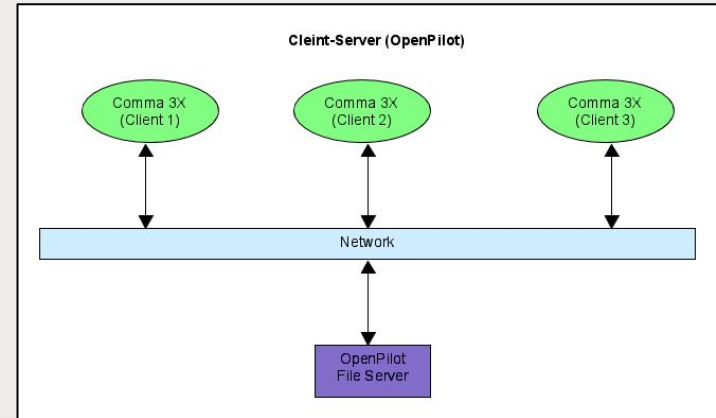 Cleint-Server (OpenPilot)
Comma 3X
(Client 1)
Comma 3X
(Client 2)
Comma 3X
(Client 3)
Network
OpenPilot
File Server